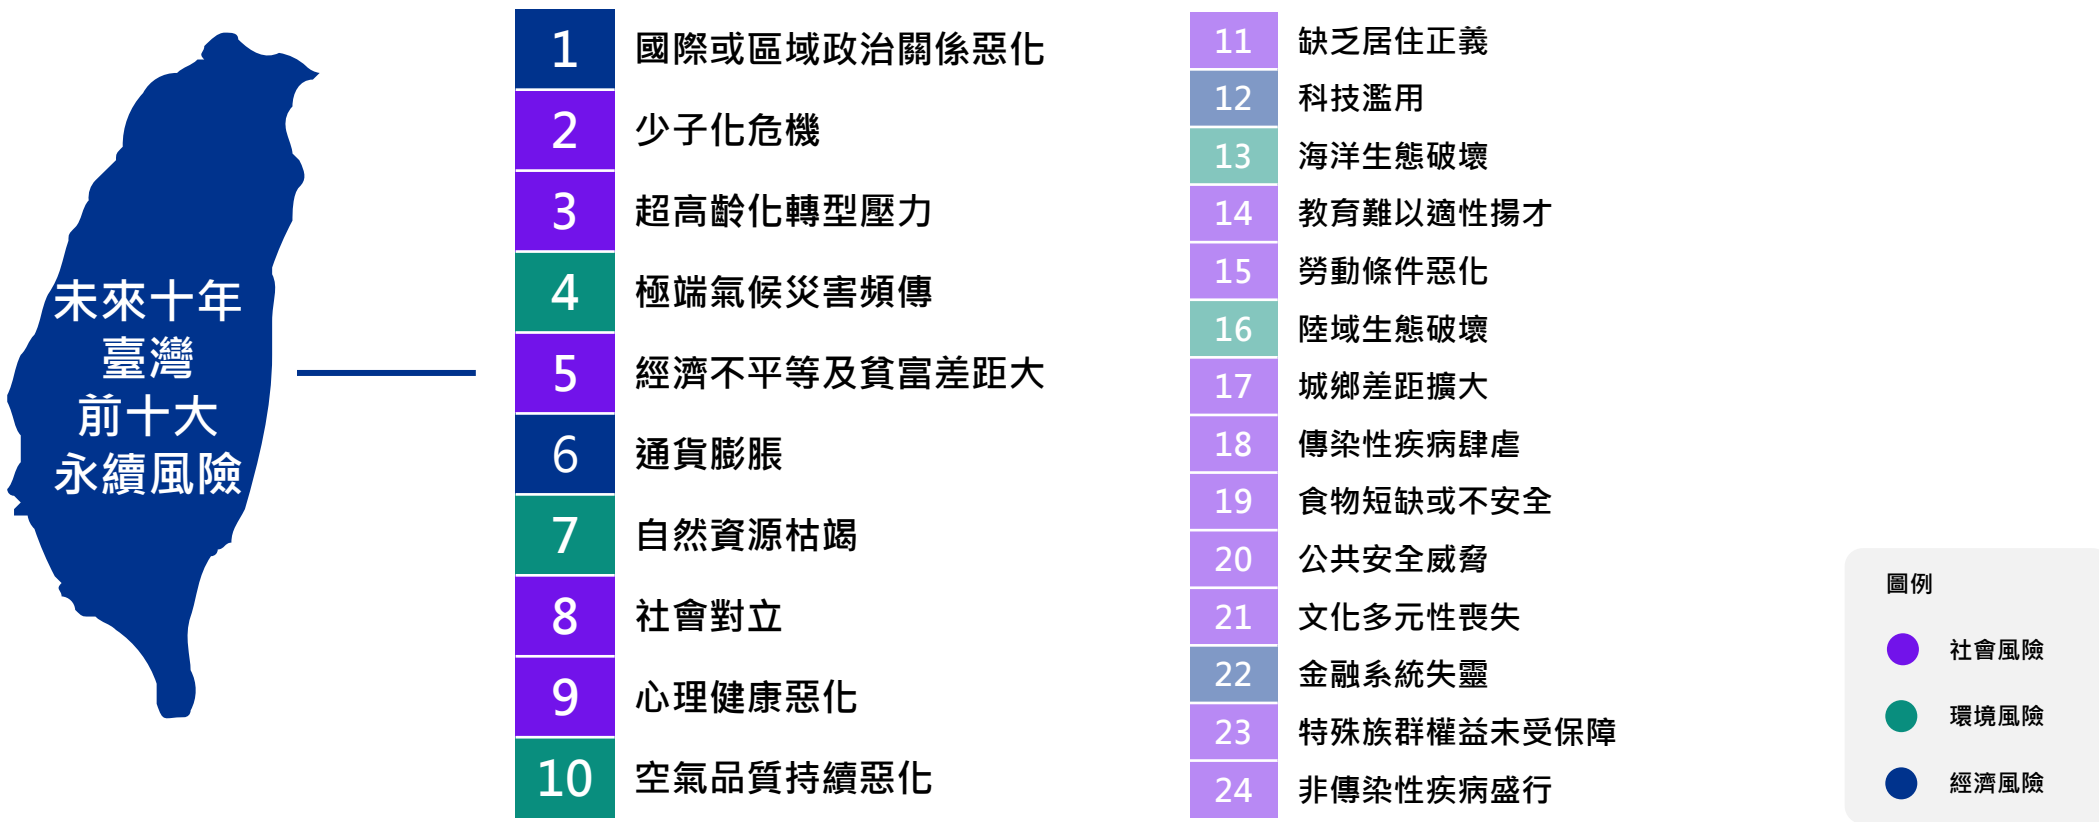 未來十年
臺灣
前十大
永續風險
1 國際或區域政治關係惡化
2 少子化危機
3 超高齡化轉型壓力
4 極端氣候災害頻傳
5 經濟不平等及貧富差距大
6 通貨膨脹
7 自然資源枯竭
8 社會對立
9 心理健康惡化
10 空氣品質持續惡化
11 缺乏居住正義
12 科技濫用
13 海洋生態破壞
14 教育難以適性揚才
15 勞動條件惡化
16 陸域生態破壞
17 城鄉差距擴大
18 傳染性疾病肆虐
19 食物短缺或不安全
20 公共安全威脅
21 文化多元性喪失
22 金融系統失靈
23 特殊族群權益未受保障
24 非傳染性疾病盛行
圖例
社會風險
環境風險
經濟風險